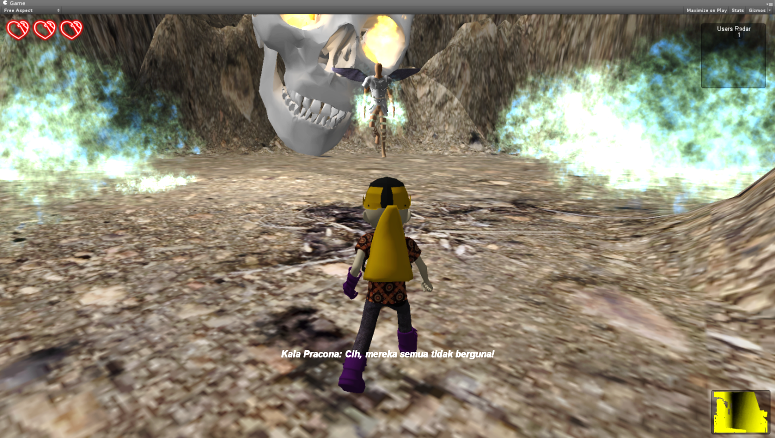 Game
Free Aspect
Maximize on Play Stats Gizmos
Users Radar
1
Kala Pracona: Cih, mereka semua tidak berguna!